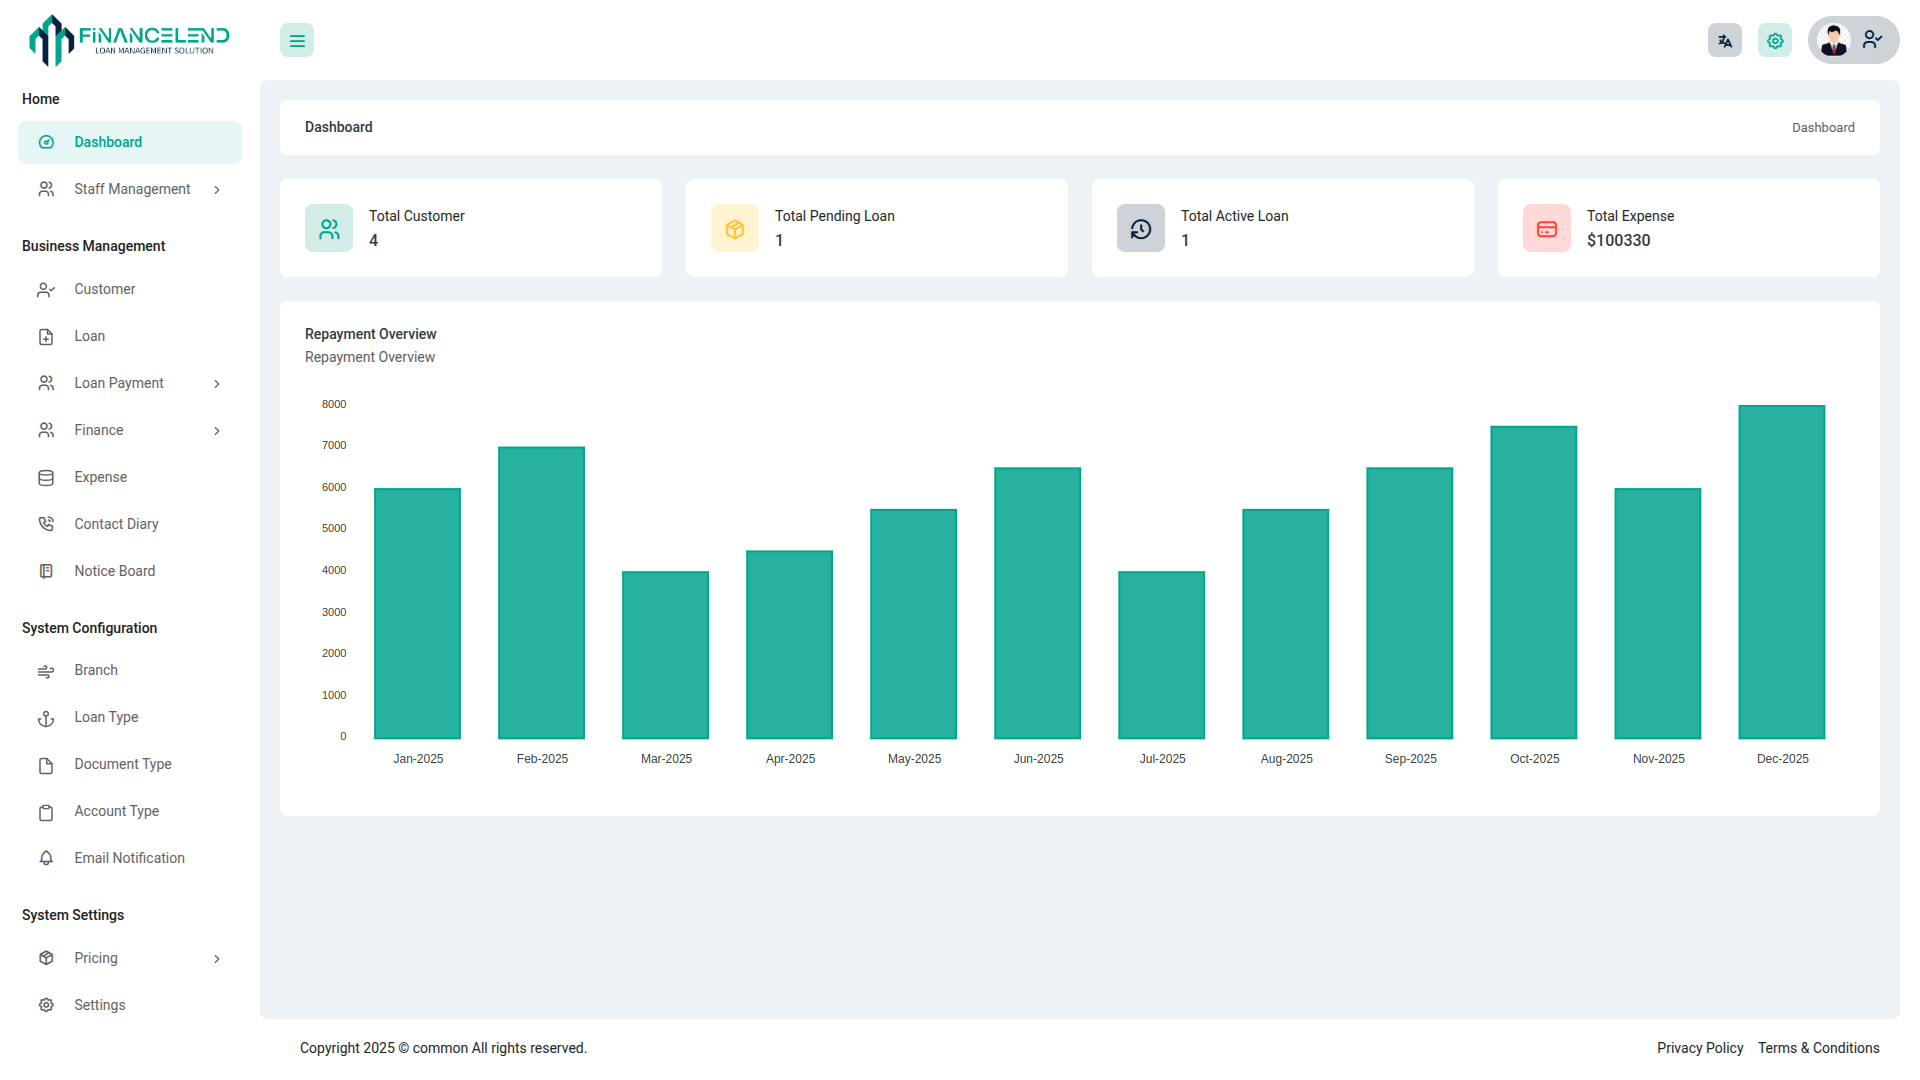 FINANCELEND
LOAN MANAGEMENT SOLUTION
Home
Dashboard
Staff Management
Business Management
Customer
Loan
Loan Payment
Finance
Expense
Contact Diary
Notice Board
System Configuration
Branch
Loan Type
Document Type
Account Type
Email Notification
System Settings
Pricing
Settings
Dashboard
Dashboard
Total Customer
4
Total Pending Loan
1
Total Active Loan
1
Total Expense
$100330
Repayment Overview
Repayment Overview
8000
7000
6000
5000
4000
3000
2000
1000
0
Jan-2025 Feb-2025 Mar-2025 Apr-2025 May-2025 Jun-2025 Jul-2025 Aug-2025 Sep-2025 Oct-2025 Nov-2025 Dec-2025
Copyright 2025 © common All rights reserved.
Privacy Policy Terms & Conditions